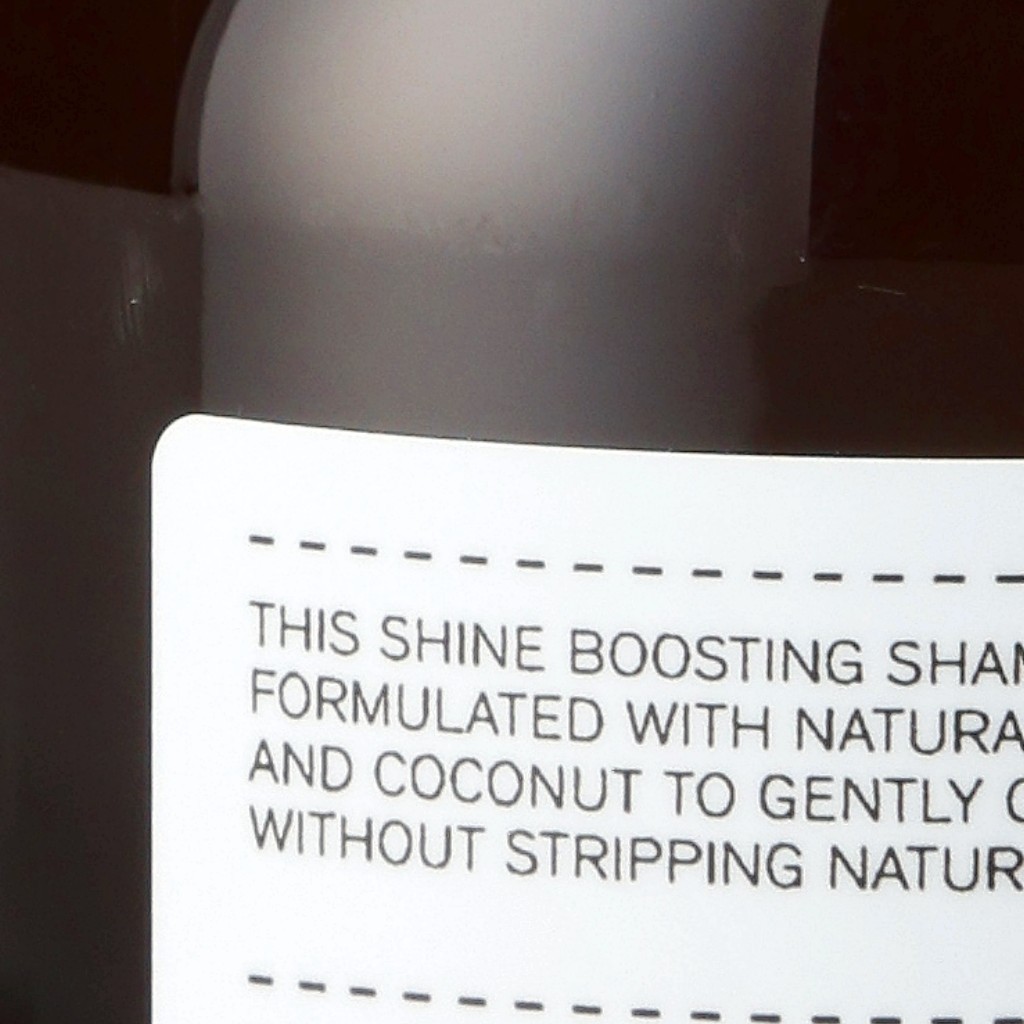 THIS SHINE BOOSTING
FORMULATED WITH
AND COCONUT TO GENTLY
WITHOUT STRIPPING